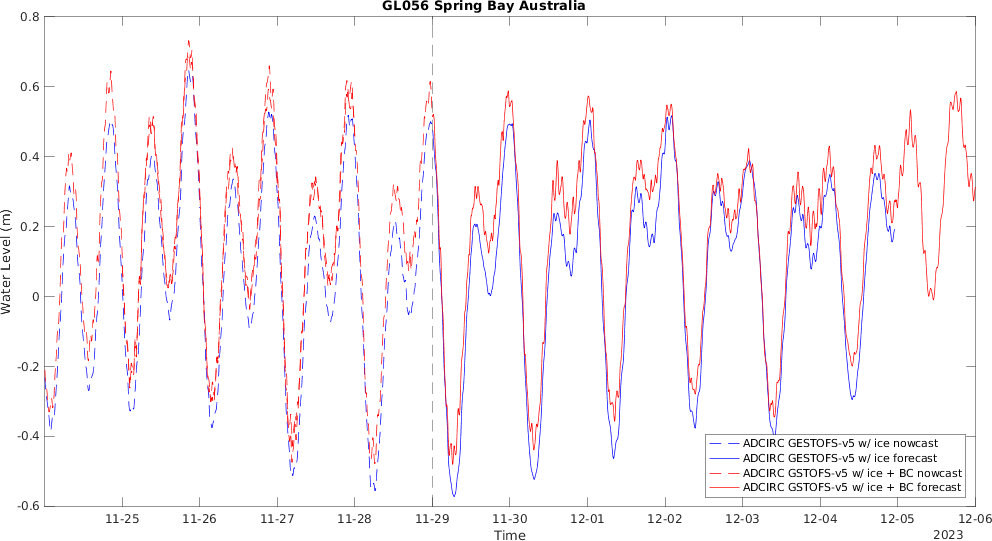 GL056 Spring Bay Australia
0.8
0.6
0.4
0.2
0
-0.2
-0.4
-0.6
Water Level (m)
11-25 11-26 11-27 11-28 11-29 11-30 12-01 12-02 12-03 12-04 12-05 12-06
Time
2023
ADCIRC GESTOFS-v5 w/ ice nowcast
ADCIRC GESTOFS-v5 w/ ice forecast
ADCIRC GSTOFS-v5 w/ ice + BC nowcast
ADCIRC GSTOFS-v5 w/ ice + BC forecast